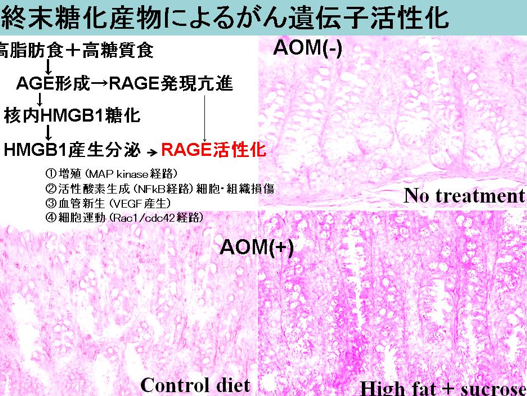 終末糖化産物によるがん遺伝子活性化
高脂肪食＋高糖質食
AGE形成→RAGE発現亢進
核内HMGB1糖化
HMGB1産生分泌 → RAGE活性化
①増殖（MAP kinase経路）
②活性酸素生成（NFkB経路）細胞・組織損傷
③血管新生（VEGF産生）
④細胞運動（Rac1/cdc42経路）
AOM(-)
No treatment
AOM(+)
Control diet
High fat + sucrose